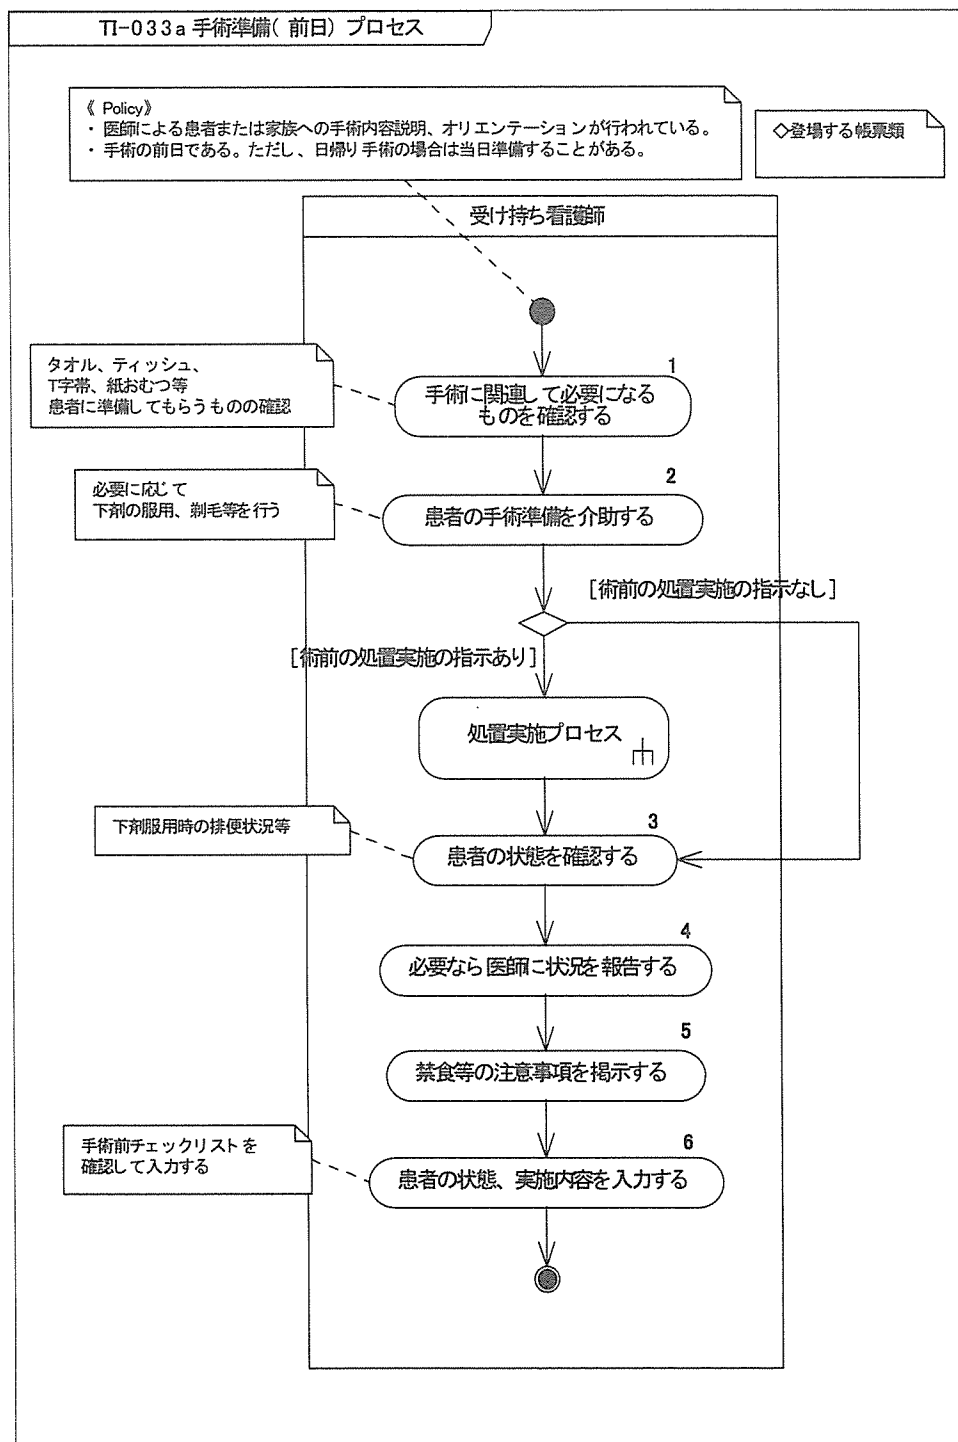 TI-033a 手術準備( 前日) プロセス
《 Policy》
・ 医師による患者または家族への手術内容説明、オリエンテーションが行われている。
・ 手術の前日である。ただし、日帰り手術の場合は当日準備することがある。
◇登場する帳票類
受け持ち看護師
タオル、ティッシュ、
T字帯、紙おむつ等
患者に準備してもらうものの確認
1
手術に関連して必要になる
ものを確認する
必要に応じて
下剤の服用、剃毛等を行う
2
患者の手術準備を介助する
[術前の処置実施の指示なし]
[術前の処置実施の指示あり]
処置実施プロセス
下剤服用時の排便状況等
3
患者の状態を確認する
4
必要なら医師に状況を報告する
5
禁食等の注意事項を掲示する
手術前チェックリストを
確認して入力する
6
患者の状態、実施内容を入力する